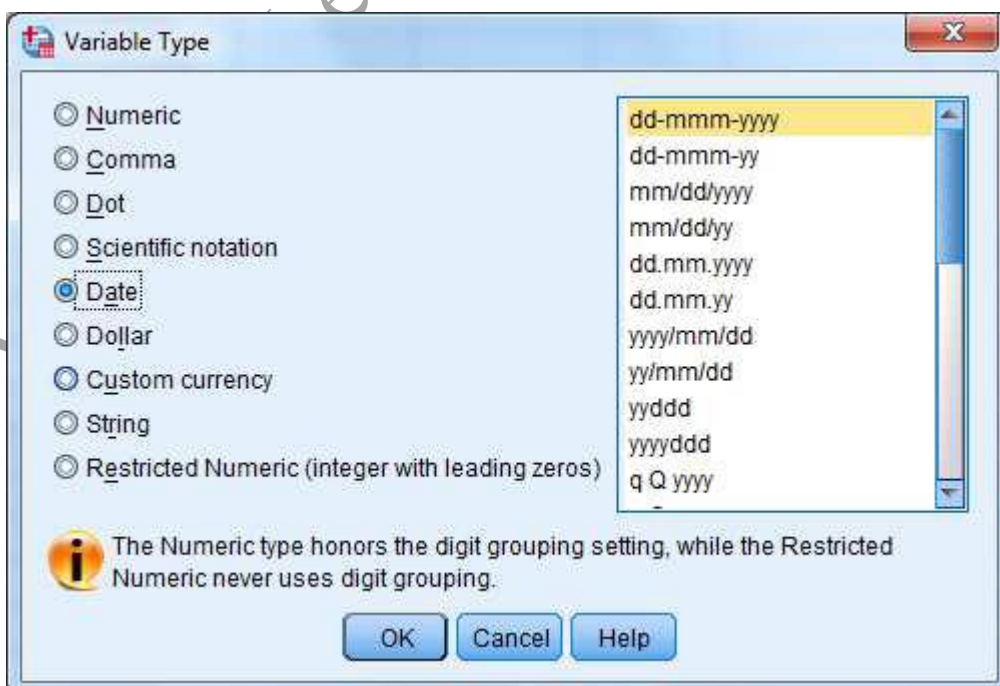 Variable Type
Numeric
Comma
Dot
Scientific notation
Date
Dollar
Custom currency
String
Restricted Numeric (integer with leading zeros)
dd-mmm-yyyy
dd-mmm-yy
mm/dd/yyyy
mm/dd/yy
dd.mm.yyyy
dd.mm.yy
yyyy/mm/dd
yy/mm/dd
yyddd
yyyyddd
q Q yyyy
The Numeric type honors the digit grouping setting, while the Restricted
Numeric never uses digit grouping.
OK Cancel Help